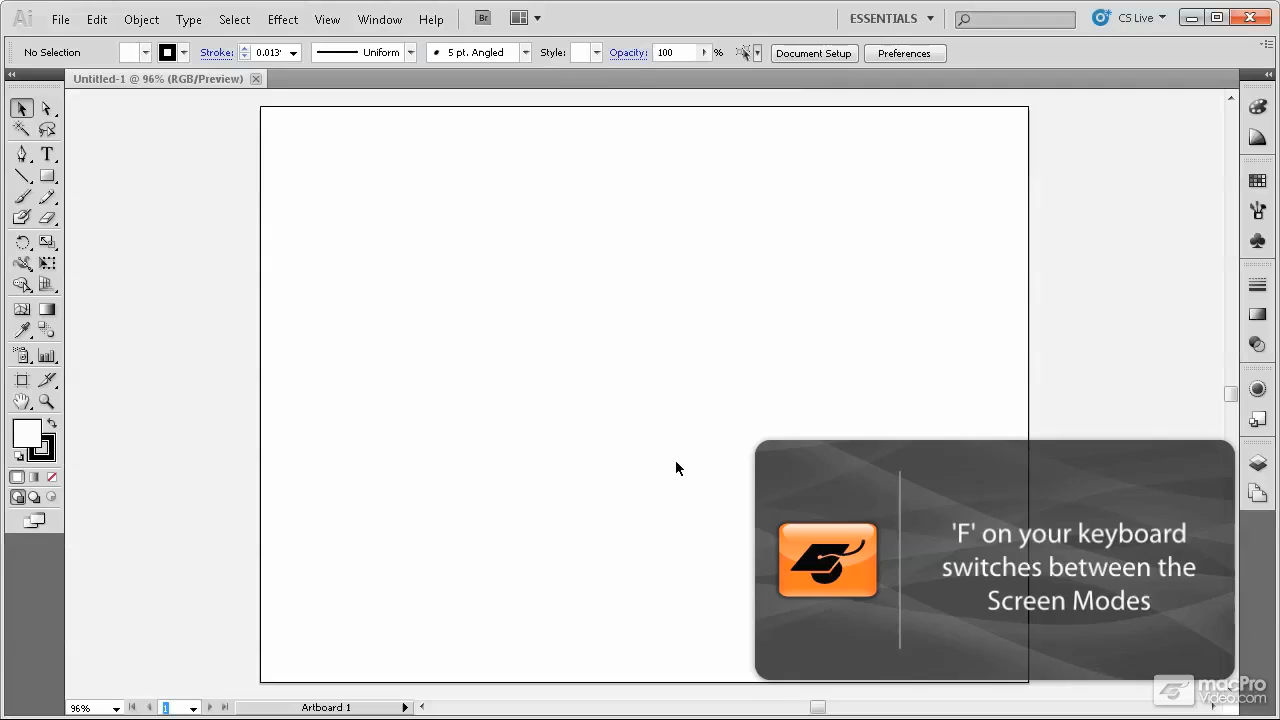 Ai File Edit Object Type Select Effect View Window Help Br ESSENTIALS CS Live
No Selection Stroke: 0.013 Uniform 5 pt. Angled Style: Opacity: 100 % Document Setup Preferences
Untitled-1 @ 96% (RGB/Preview)
T
'F' on your keyboard
switches between the
Screen Modes
macPro
Video.com
96% 1 Artboard 1